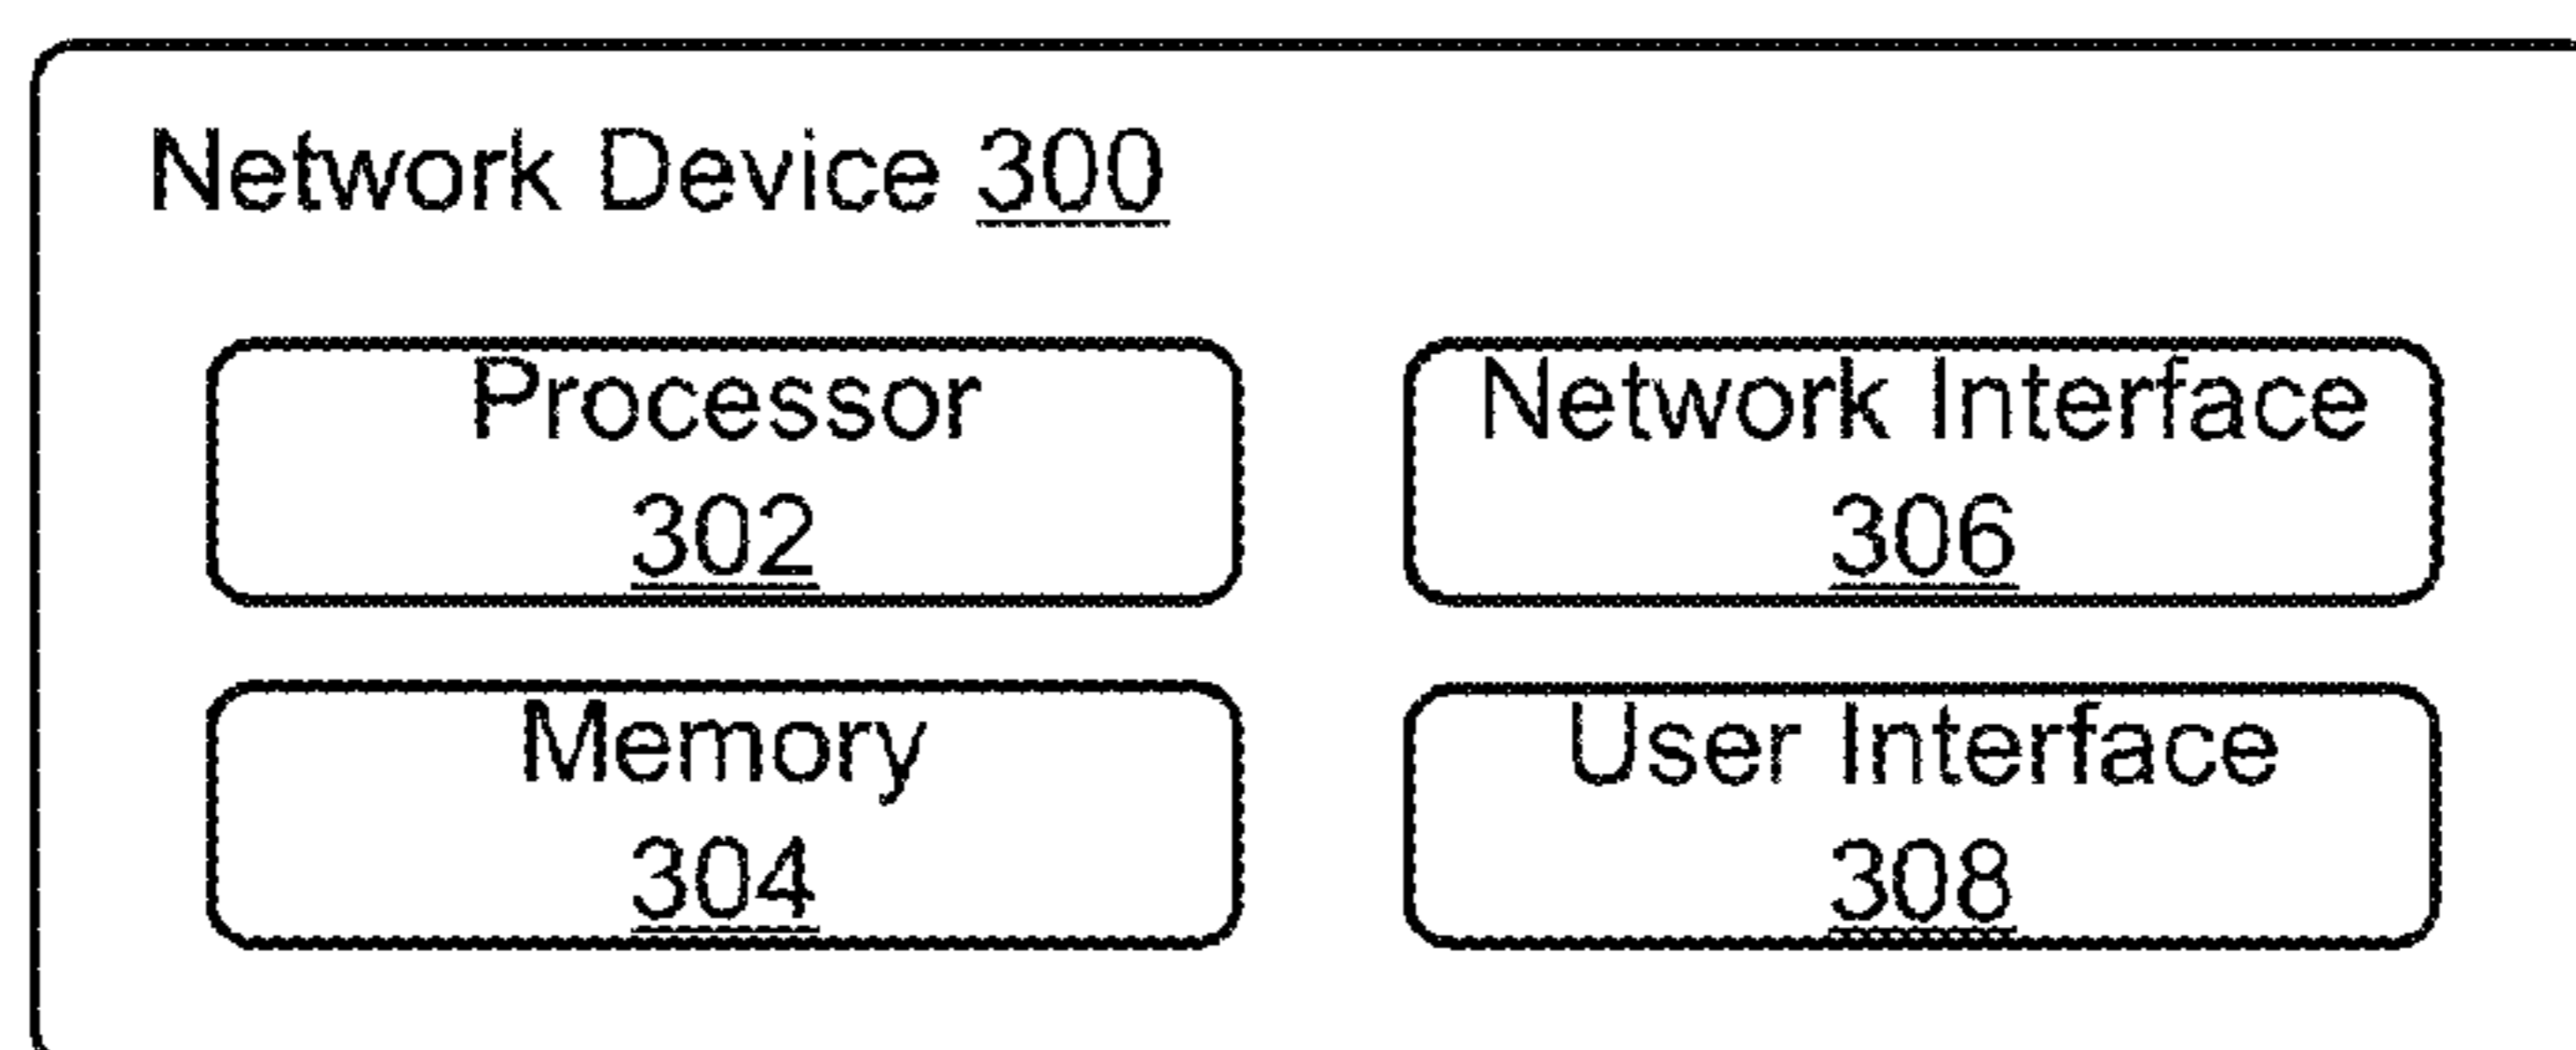 Network Device 300
Processor
302
Network Interface
306
Memory
304
User Interface
308